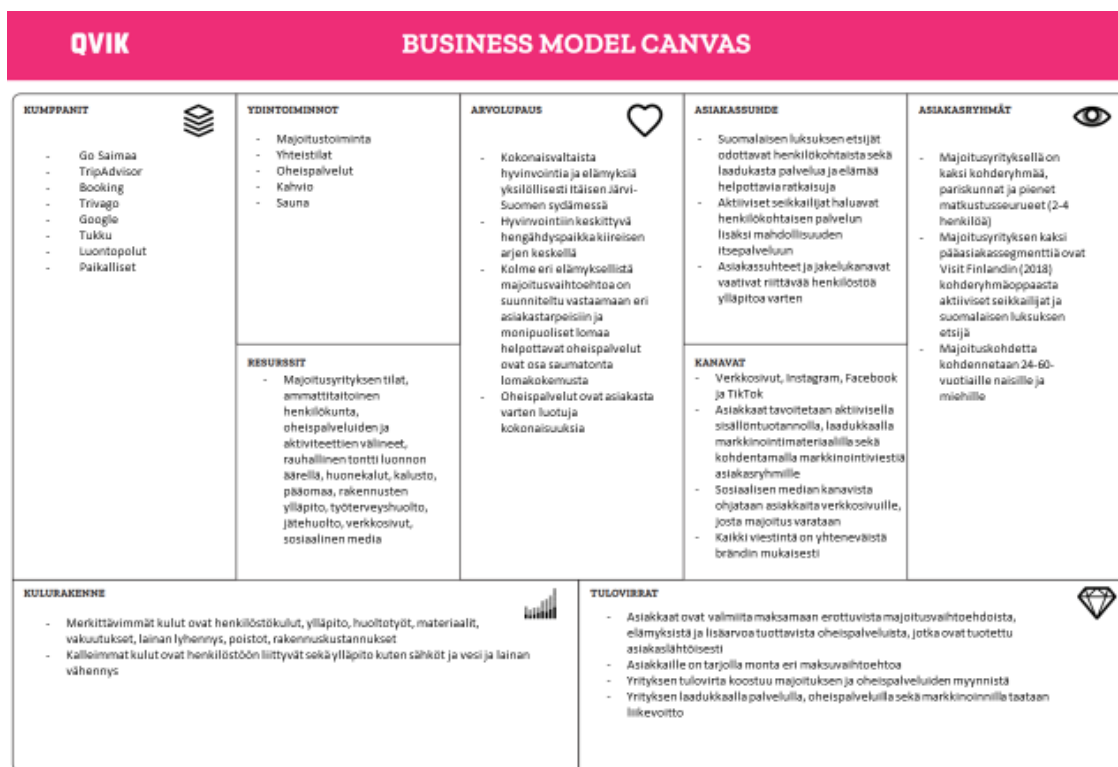 QVIK
BUSINESS MODEL CANVAS
KUMPPANIT
- Go Saimaa
- TripAdvisor
- Booking
- Trivago
- Google
- Tukku
- Luontopolut
- Paikalliset
YDINTOIMINNOT
- Majoitustoiminta
- Yhteistilat
- Oheispalvelut
- Kahvio
- Sauna
RESURSSIT
- Majoitusyrityksen tilat,
ammattitaitoinen
henkilökunta,
oheispalveluiden ja
aktiviteettien välineet,
rauhallinen tontti luonnon
äärellä, huonekalut, kalusto,
pääomaa, rakennusten
ylläpito, työterveyshuolto,
jätehuolto, verkkosivut,
sosiaalinen media
ARVOLUPAUS
- Kokonaisvaltaista
hyvinvointia ja elämyksiä
yksilöllisesti Itäisen Järvi-
Suomen sydämessä
- Hyvinvointiin keskittyvä
hengähdyspaikka kiireisen
arjen keskellä
- Kolme eri elämyksellistä
majoitusvaihtoehtoa on
suunniteltu vastaamaan eri
asiakastarpeisiin ja
monipuoliset lomaa
helpottavat oheispalvelut
ovat osa saumatonta
lomakokemusta
- Oheispalvelut ovat asiakasta
varten luotuja
kokonaisuuksia
ASIAKASSUHDE
- Suomalaisen luksuksen etsijät
odottavat henkilökohtaista sekä
laadukasta palvelua ja elämää
helpottavia ratkaisuja
- Aktiiviset seikkailijat haluavat
henkilökohtaisen palvelun
lisäksi mahdollisuuden
itsepalveluun
- Asiakassuhteet ja jakelukanavat
vaativat riittävää henkilöstöä
ylläpitoa varten
KANAVAT
- Verkkosivut, Instagram, Facebook
ja TikTok
- Asiakkaat tavoitetaan aktiivisella
sisällöntuotannolla, laadukkaalla
markkinointimateriaalilla sekä
kohdentamalla markkinointiviestiä
asiakasryhmille
- Sosiaalisen median kanavista
ohjataan asiakkaita verkkosivuille,
josta majoitus varataan
- Kaikki viestintä on yhteneväistä
brändin mukaisesti
ASIAKASRYHMÄT
- Majoitusyrityksellä on
kaksi kohderyhmää,
pariskunnat ja pienet
matkustusseurueet (2-4
henkilöä)
- Majoitusyrityksen kaksi
pääasiakassegmenttiä ovat
Visit Finlandin (2018)
kohderyhmäoppaasta
aktiiviset seikkailijat ja
suomalaisen luksuksen
etsijä
- Majoituskohdetta
kohdennetaan 24-60-
vuotiaille naisille ja
miehille
KULURAKENNE
- Merkittävimmät kulut ovat henkilöstökulut, ylläpito, huoltotyöt, materiaalit,
vakuutukset, lainan lyhennys, poistot, rakennuskustannukset
- Kalleimmat kulut ovat henkilöstöön liittyvät sekä ylläpito kuten sähköt ja vesi ja lainan
vähennys
TULOVIRRAT
- Asiakkaat ovat valmiita maksamaan erottuvista majoitusvaihtoehdoista,
elämyksistä ja lisäarvoa tuottavista oheispalveluista, jotka ovat tuotettu
asiakaslähtöisesti
- Asiakkaille on tarjolla monta eri maksuvaihtoehtoa
- Yrityksen tulovirta koostuu majoituksen ja oheispalveluiden myynnistä
- Yrityksen laadukkaalla palvelulla, oheispalveluilla sekä markkinoinnilla taataan
liikevoitto